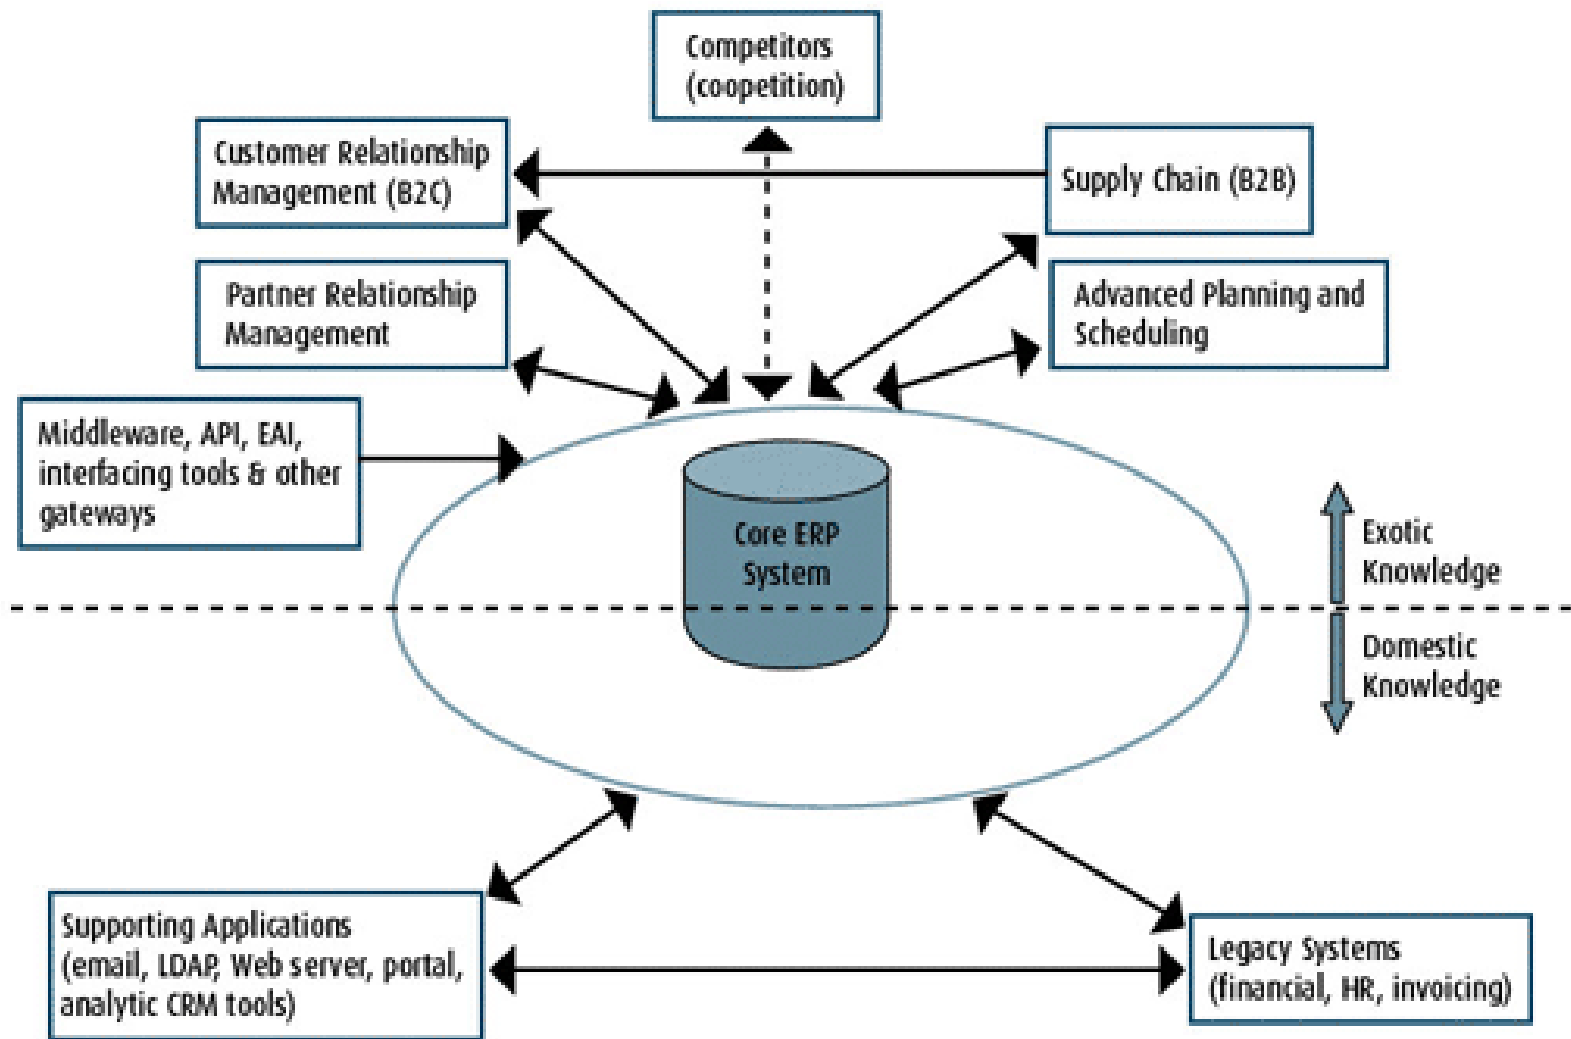 Competitors
(coopetition)
Customer Relationship
Management (B2C)
Supply Chain (B2B)
Partner Relationship
Management
Advanced Planning and
Scheduling
Middleware, API, EAI,
interfacing tools & other
gateways
Core ERP
System
Exotic
Knowledge
Domestic
Knowledge
Supporting Applications
(email, LDAP, Web server, portal,
analytic CRM tools)
Legacy Systems
(financial, HR, invoicing)